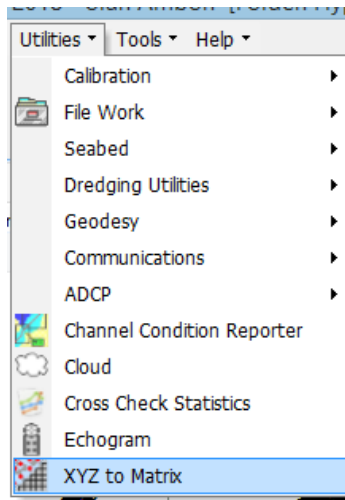 Utilities Tools Help
Calibration
File Work
Seabed
Dredging Utilities
Geodesy
Communications
ADCP
Channel Condition Reporter
Cloud
Cross Check Statistics
Echogram
XYZ to Matrix